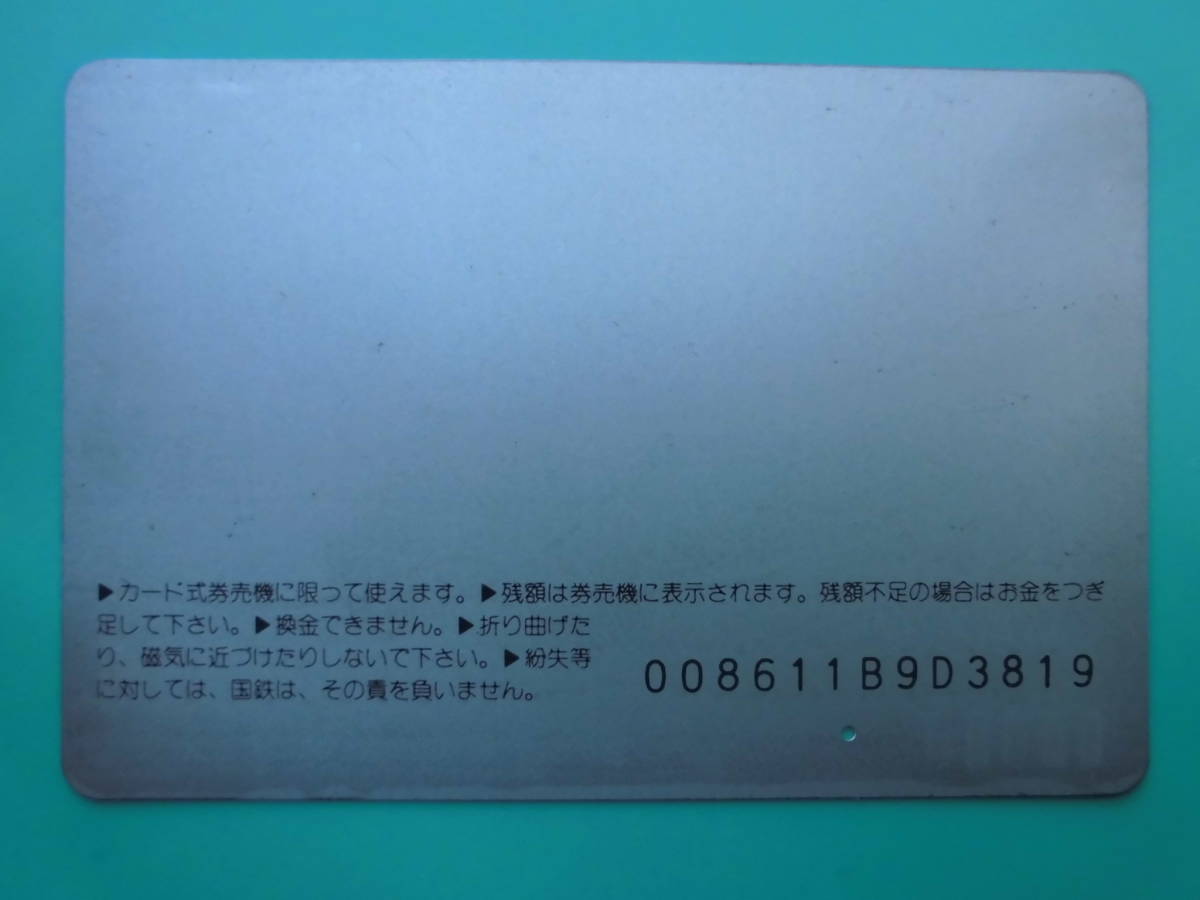 ▶カード式券売機に限って使えます。▶残額は券売機に表示されます。残額不足の場合はお金をつぎ
足して下さい。▶換金できません。▶折り曲げた
り、磁気に近づけたりしないで下さい。▶紛失等
に対しては、国鉄は、その責を負いません。
008611B9D3819